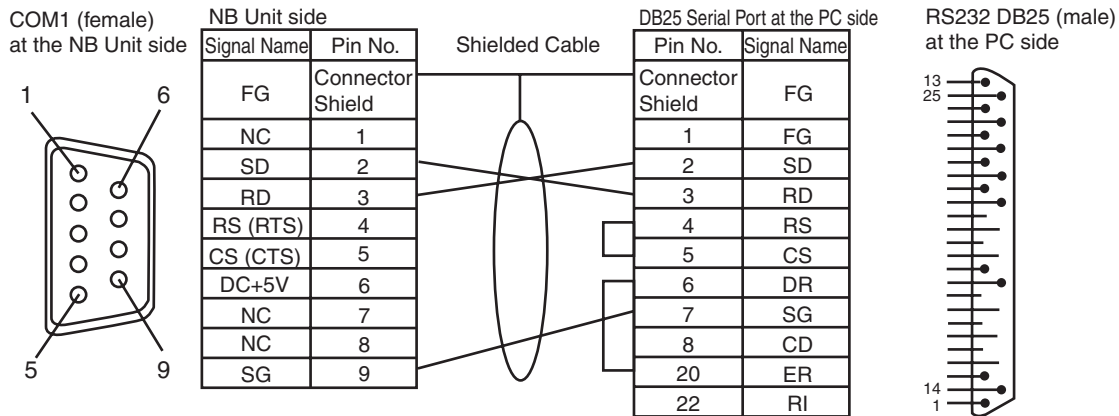 COM1 (female)
at the NB Unit side
1
6
5
9
NB Unit side
Signal Name Pin No.
FG Connector
Shield
NC 1
SD 2
RD 3
RS (RTS) 4
CS (CTS) 5
DC+5V 6
NC 7
NC 8
SG 9
Shielded Cable
DB25 Serial Port at the PC side
Pin No. Signal Name
Connector
Shield FG
1 FG
2 SD
3 RD
4 RS
5 CS
6 DR
7 SG
8 CD
20 ER
22 RI
RS232 DB25 (male)
at the PC side
13
25
14
1